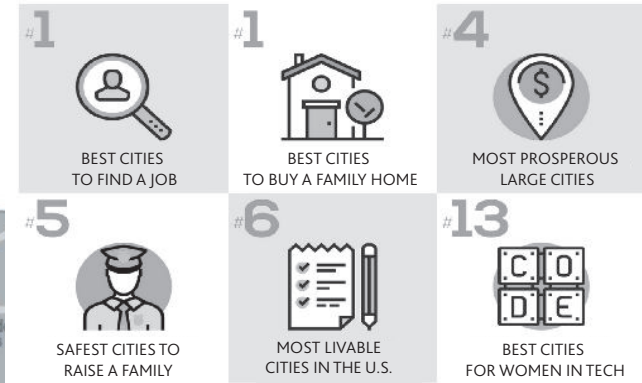 #1
BEST CITIES
TO FIND A JOB
#1
BEST CITIES
TO BUY A FAMILY HOME
#4
$
MOST PROSPEROUS
LARGE CITIES
#5
SAFEST CITIES TO
RAISE A FAMILY
#6
MOST LIVABLE
CITIES IN THE U.S.
#13
C O
D E
BEST CITIES
FOR WOMEN IN TECH